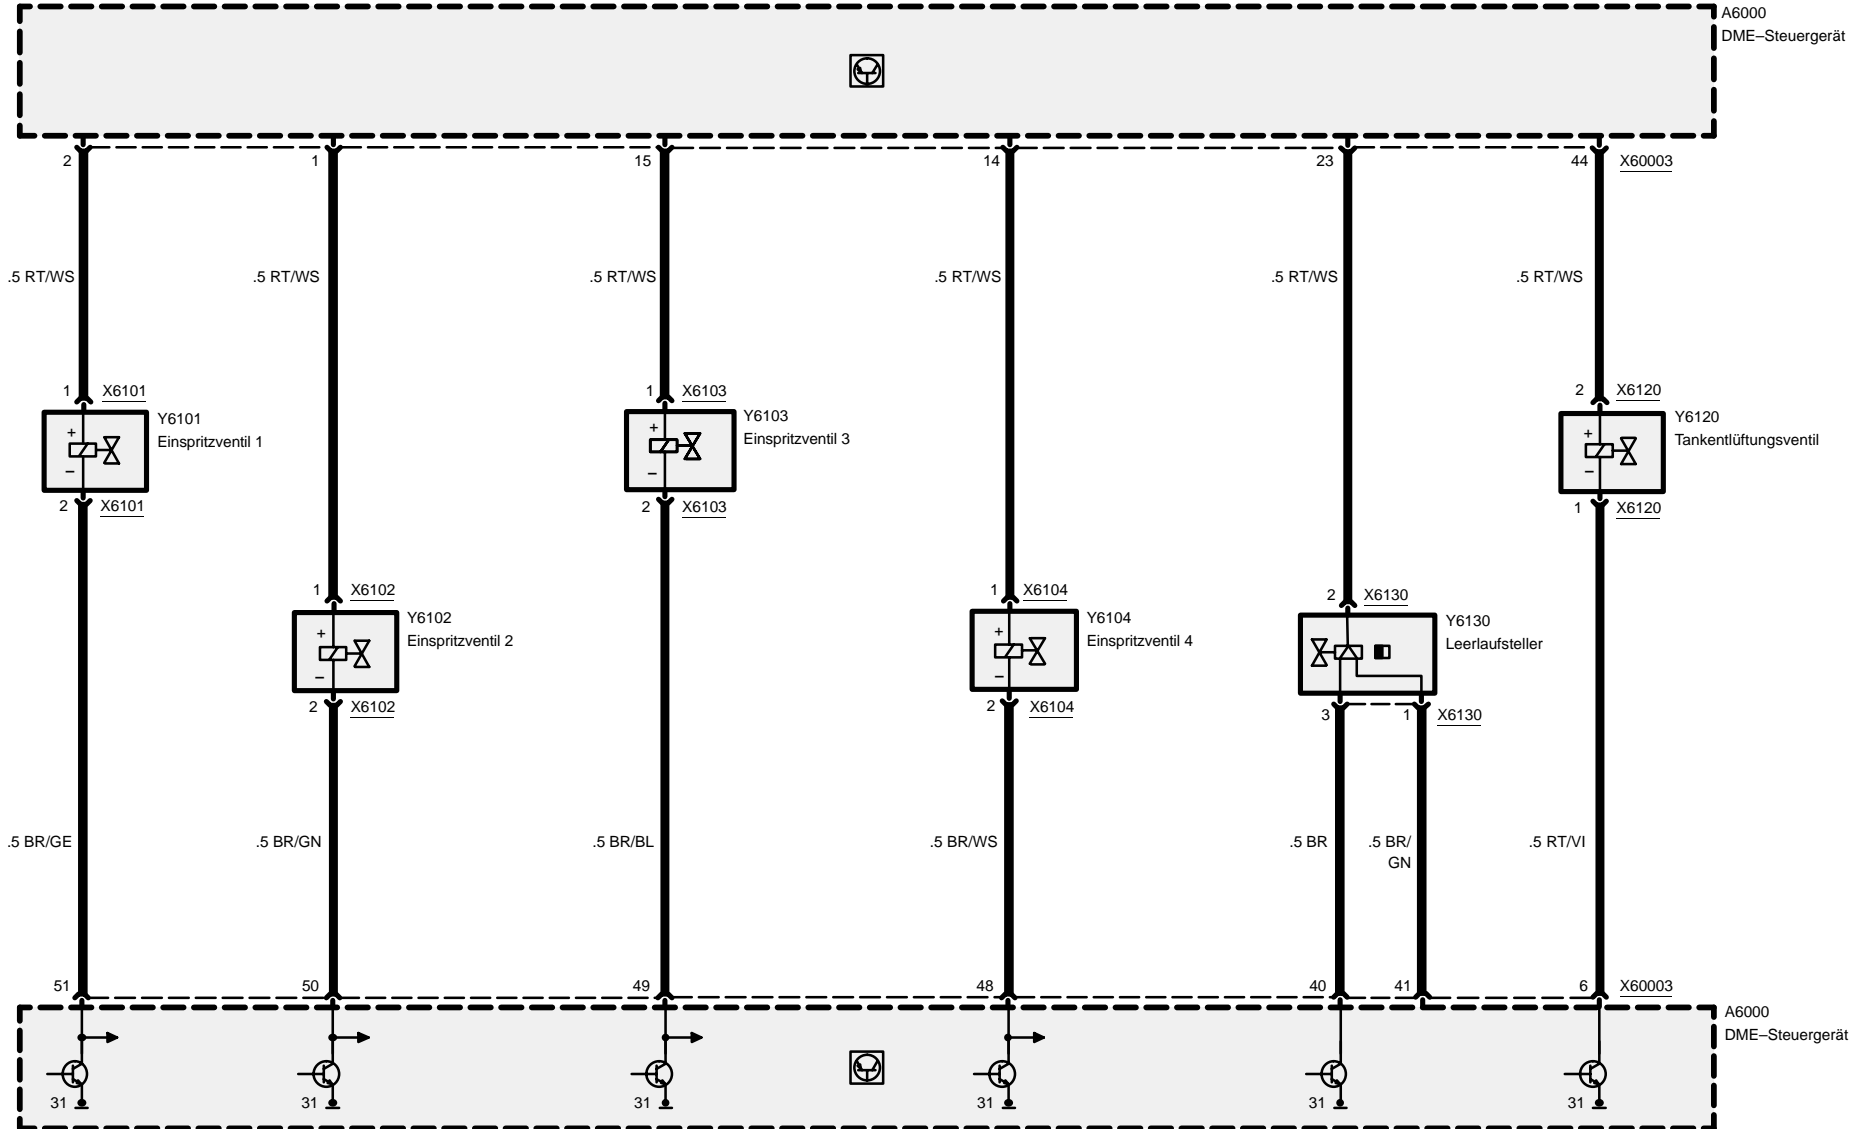 A6000
DME–Steuergerät
2 1 15 14 23 44 X60003
.5 RT/WS .5 RT/WS .5 RT/WS .5 RT/WS .5 RT/WS .5 RT/WS
1 X6101 1 X6103 2 X6120
Y6101 Y6103 Y6120
Einspritzventil 1 Einspritzventil 3 Tankentlüftungsventil
+ + +
– – –
2 X6101 2 X6103 1 X6120
1 X6102 1 X6104 2 X6130
Y6102 Y6104 Y6130
Einspritzventil 2 Einspritzventil 4 Leerlaufsteller
+ +
– –
2 X6102 2 X6104 3 1 X6130
.5 BR/GE .5 BR/GN .5 BR/BL .5 BR/WS .5 BR .5 BR/ .5 RT/VI
GN
51 50 49 48 40 41 6 X60003
A6000
DME–Steuergerät
31 31 31 31 31 31